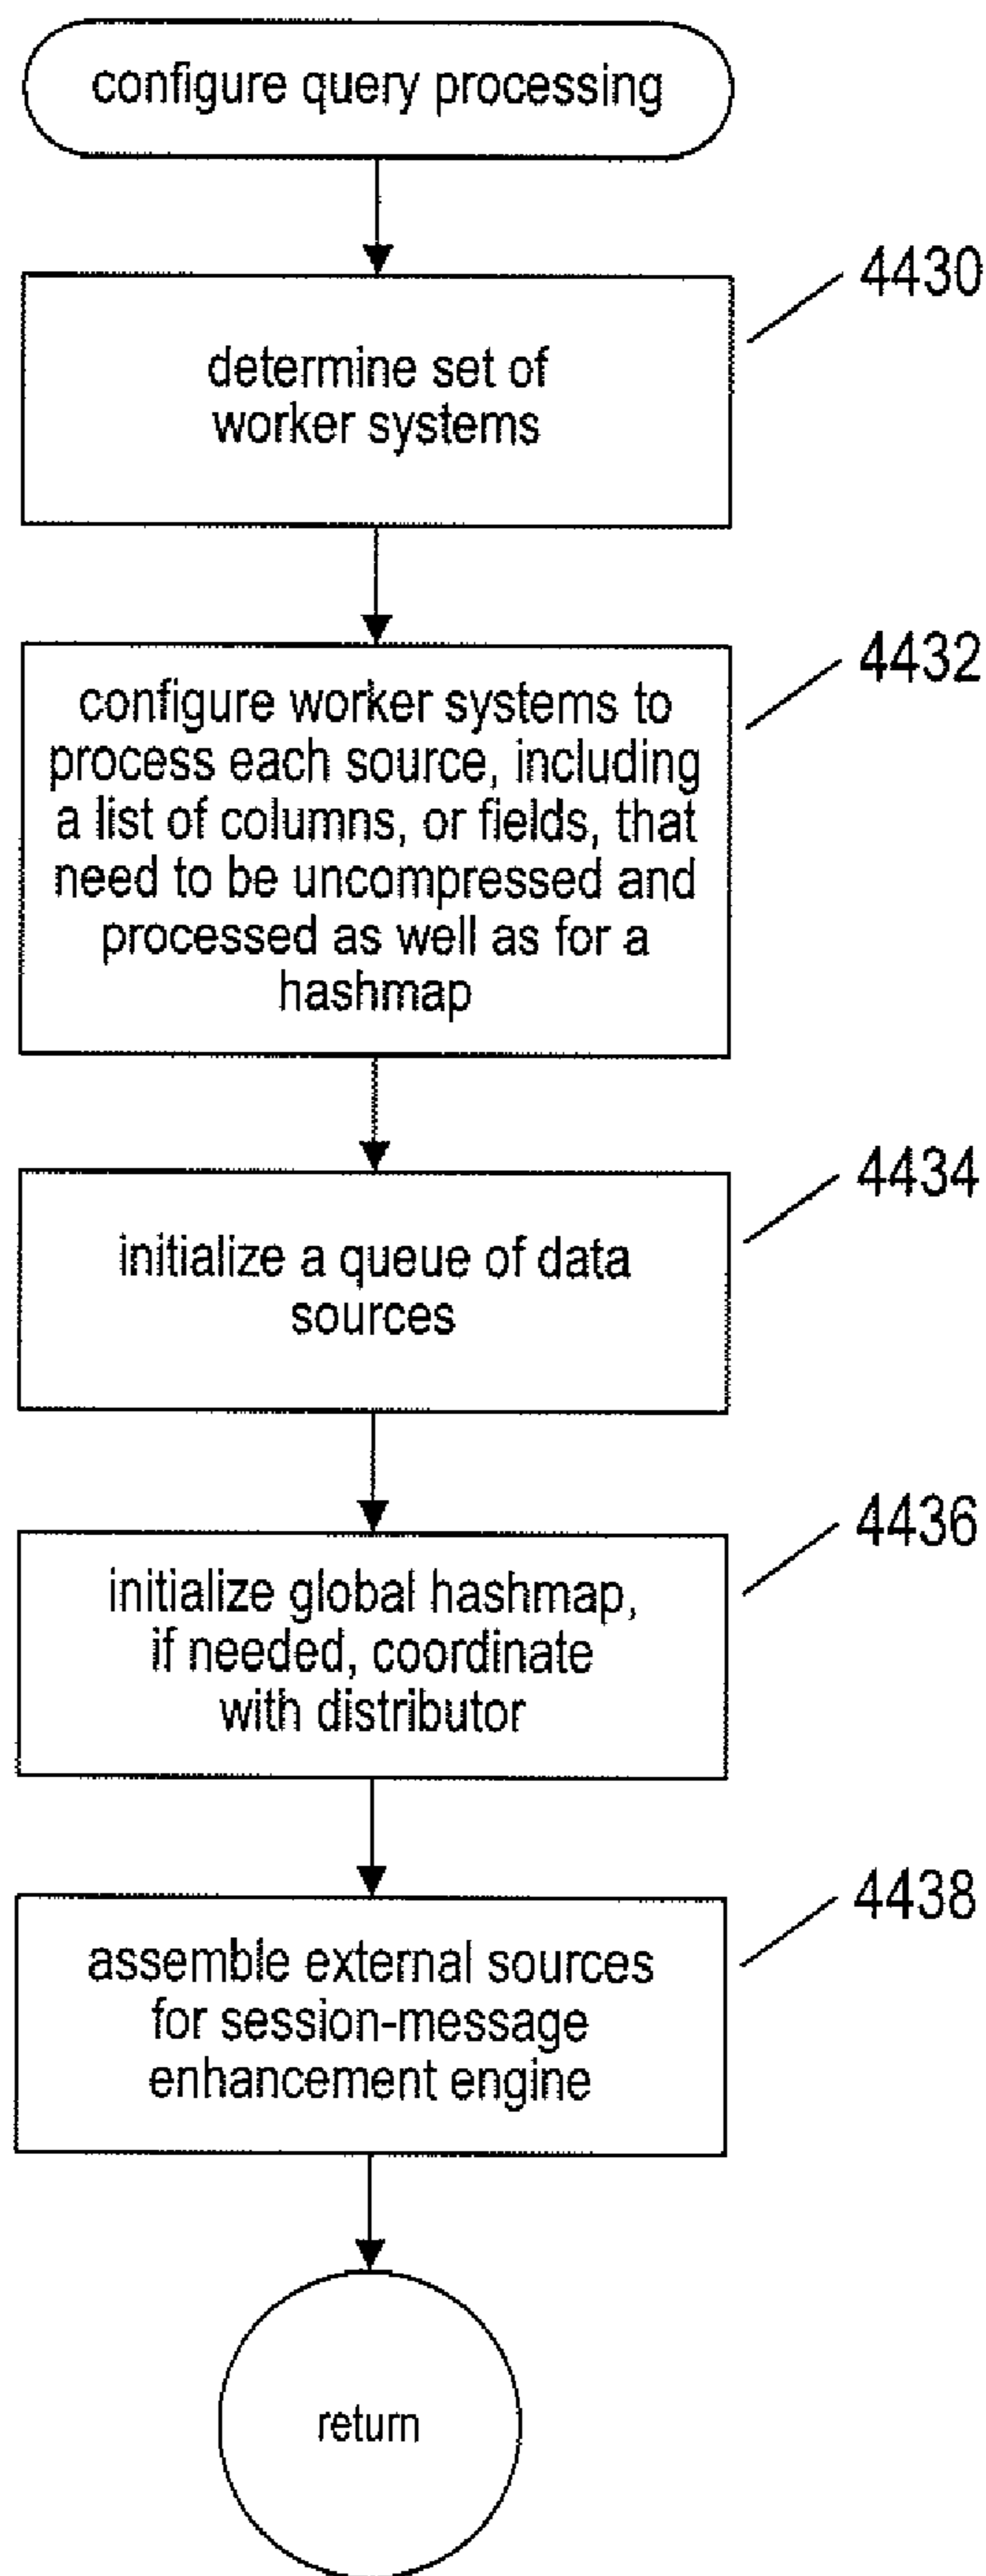 configure query processing
4430
determine set of
worker systems
4432
configure worker systems to
process each source, including
a list of columns, or fields, that
need to be uncompressed and
processed as well as for a
hashmap
4434
initialize a queue of data
sources
4436
initialize global hashmap,
if needed, coordinate
with distributor
4438
assemble external sources
for session-message
enhancement engine
return